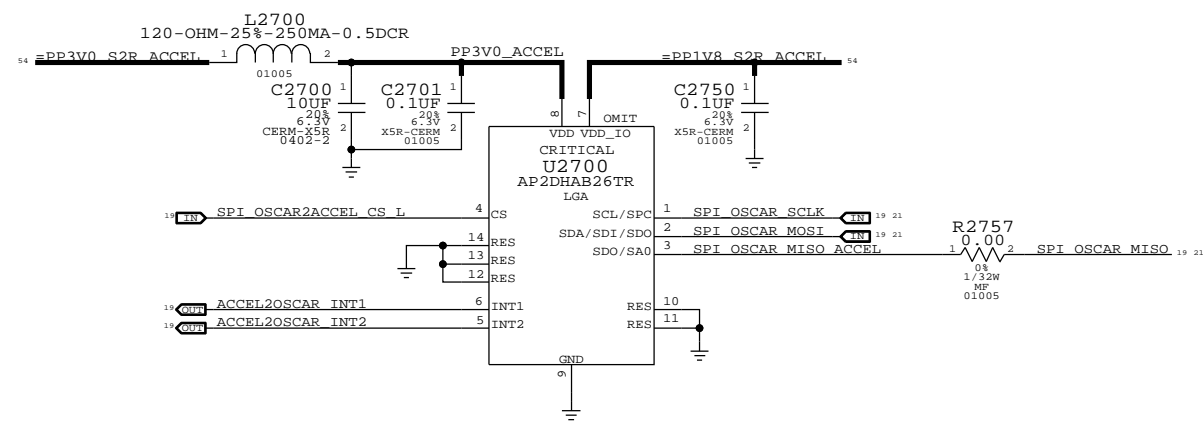 L2700
120-OHM-25%-250MA-0.5DCR
54 =PP3V0_S2R_ACCEL 1 2 PP3V0_ACCEL =PP1V8_S2R_ACCEL 54
01005
C2700 1
10UF
20%
6.3V
CERM-X5R 2
0402-2
C2701 1
0.1UF
20%
6.3V
X5R-CERM 2
01005
C2750 1
0.1UF
20%
6.3V
X5R-CERM 2
01005
8 7 OMIT
VDD VDD_IO
CRITICAL
U2700
AP2DHAB26TR
LGA
19 IN SPI_OSCAR2ACCEL_CS_L 4 CS
SCL/SPC 1 SPI_OSCAR_SCLK IN 19 21
SDA/SDI/SDO 2 SPI_OSCAR_MOSI IN 19 21
SDO/SA0 3 SPI_OSCAR_MISO_ACCEL
R2757
0.00
1 2 SPI_OSCAR_MISO 19 21
0%
1/32W
MF
01005
14 RES
13 RES
12 RES
19 OUT ACCEL2OSCAR_INT1 6 INT1
19 OUT ACCEL2OSCAR_INT2 5 INT2
RES 10
RES 11
GND
9